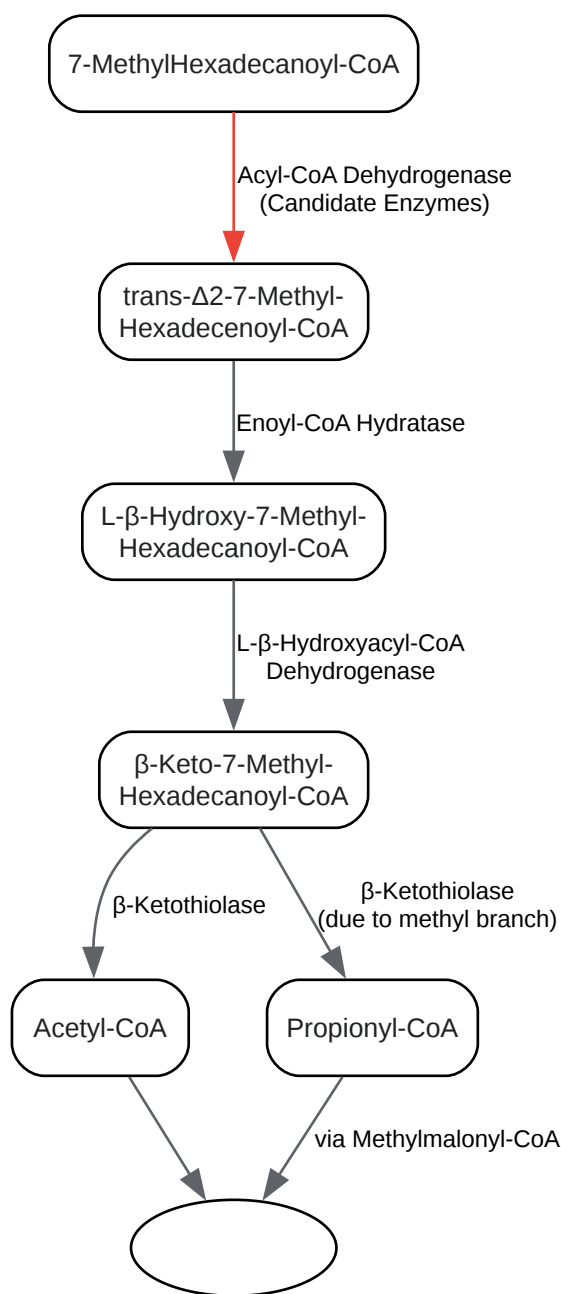 7-MethylHexadecanoyl-CoA
Acyl-CoA Dehydrogenase
(Candidate Enzymes)
trans-Δ2-7-Methyl-
Hexadecenoyl-CoA
Enoyl-CoA Hydratase
L-β-Hydroxy-7-Methyl-
Hexadecanoyl-CoA
L-β-Hydroxyacyl-CoA
Dehydrogenase
β-Keto-7-Methyl-
Hexadecanoyl-CoA
β-Ketothiolase
β-Ketothiolase
(due to methyl branch)
Acetyl-CoA
Propionyl-CoA
via Methylmalonyl-CoA